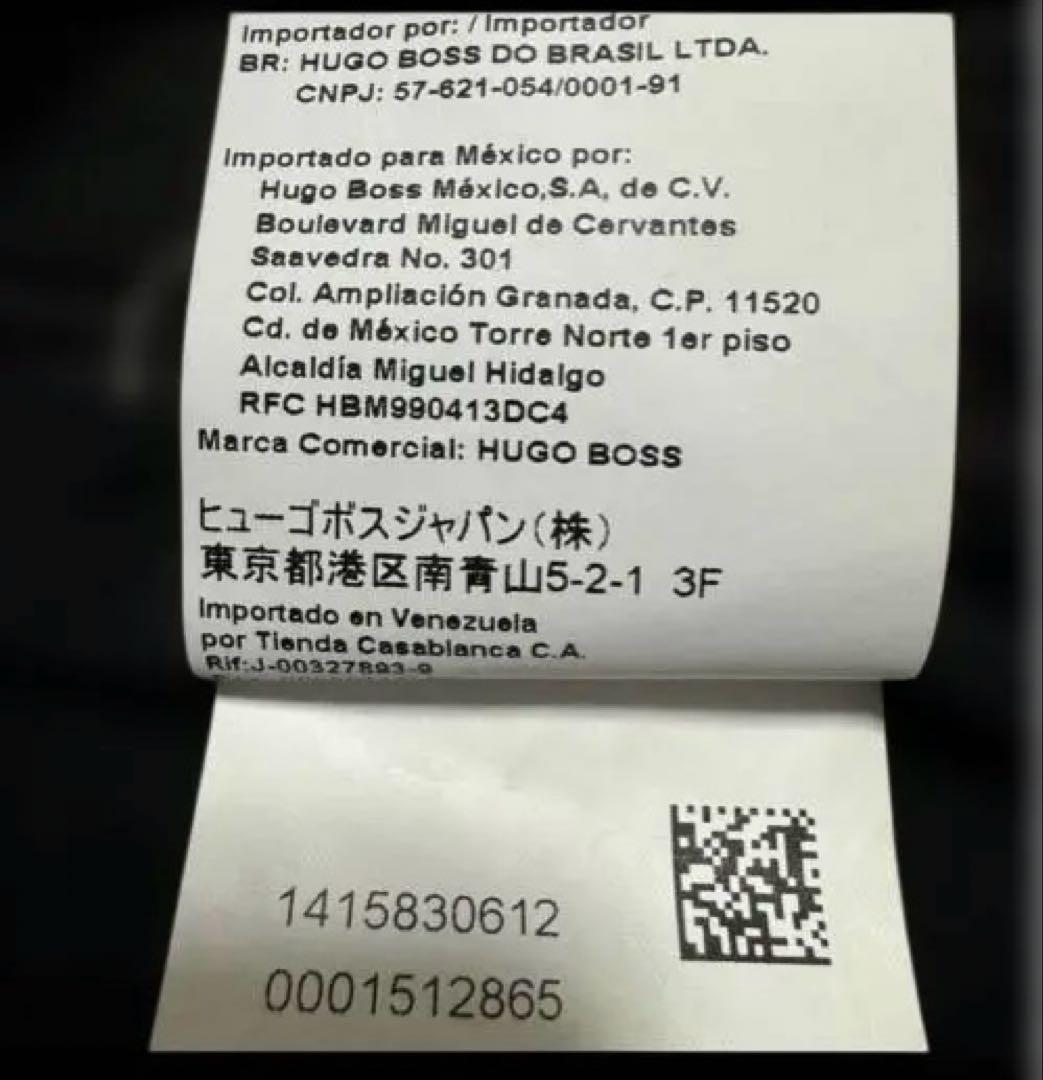 Importador por: / Importador
BR: HUGO BOSS DO BRASIL LTDA.
CNPJ: 57-621-054/0001-91
Importado para México por:
Hugo Boss México,S.A, de C.V.
Boulevard Miguel de Cervantes
Saavedra No. 301
Col. Ampliación Granada, C.P. 11520
Cd. de México Torre Norte 1er piso
Alcaldía Miguel Hidalgo
RFC HBM990413DC4
Marca Comercial: HUGO BOSS
ヒューゴボスジャパン（株）
東京都港区南青山5-2-1 3F
Importado en Venezuela
por Tienda Casablanca C.A.
Rif:J-00327893-9
1415830612
0001512865